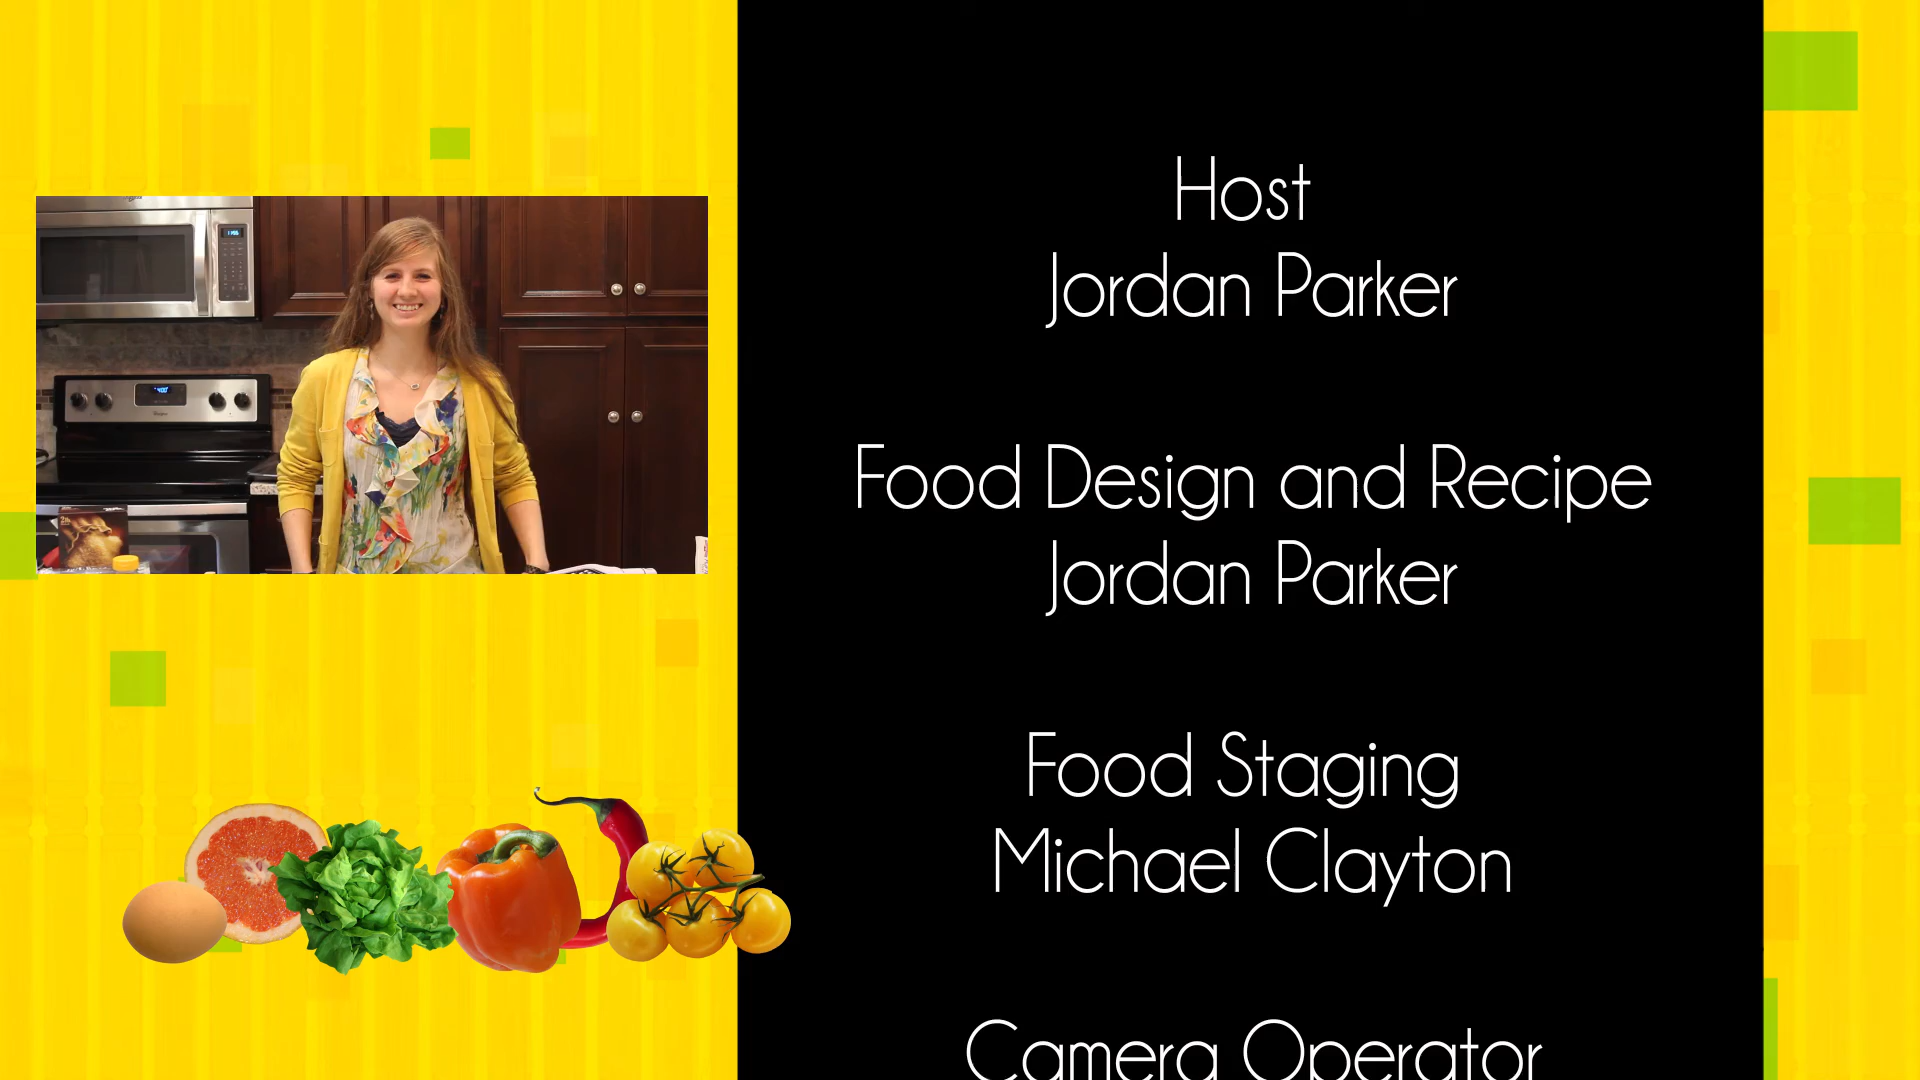 Host
Jordan Parker
Food Design and Recipe
Jordan Parker
Food Staging
Michael Clayton
Camera Operator